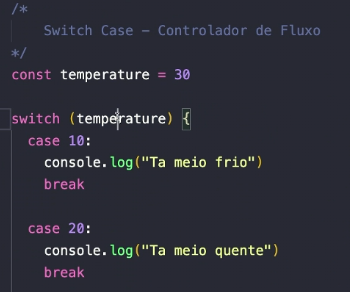 /*
Switch Case - Controlador de Fluxo
*/
const temperature = 30
switch (temperature) {
case 10:
console.log("Ta meio frio")
break
case 20:
console.log("Ta meio quente")
break